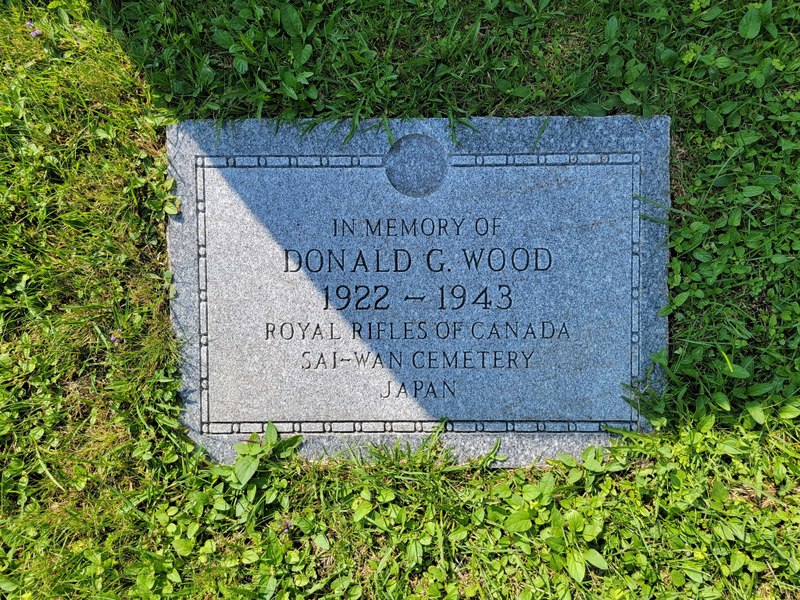 IN MEMORY OF
DONALD G. WOOD
1922 - 1943
ROYAL RIFLES OF CANADA
SAI-WAN CEMETERY
JAPAN